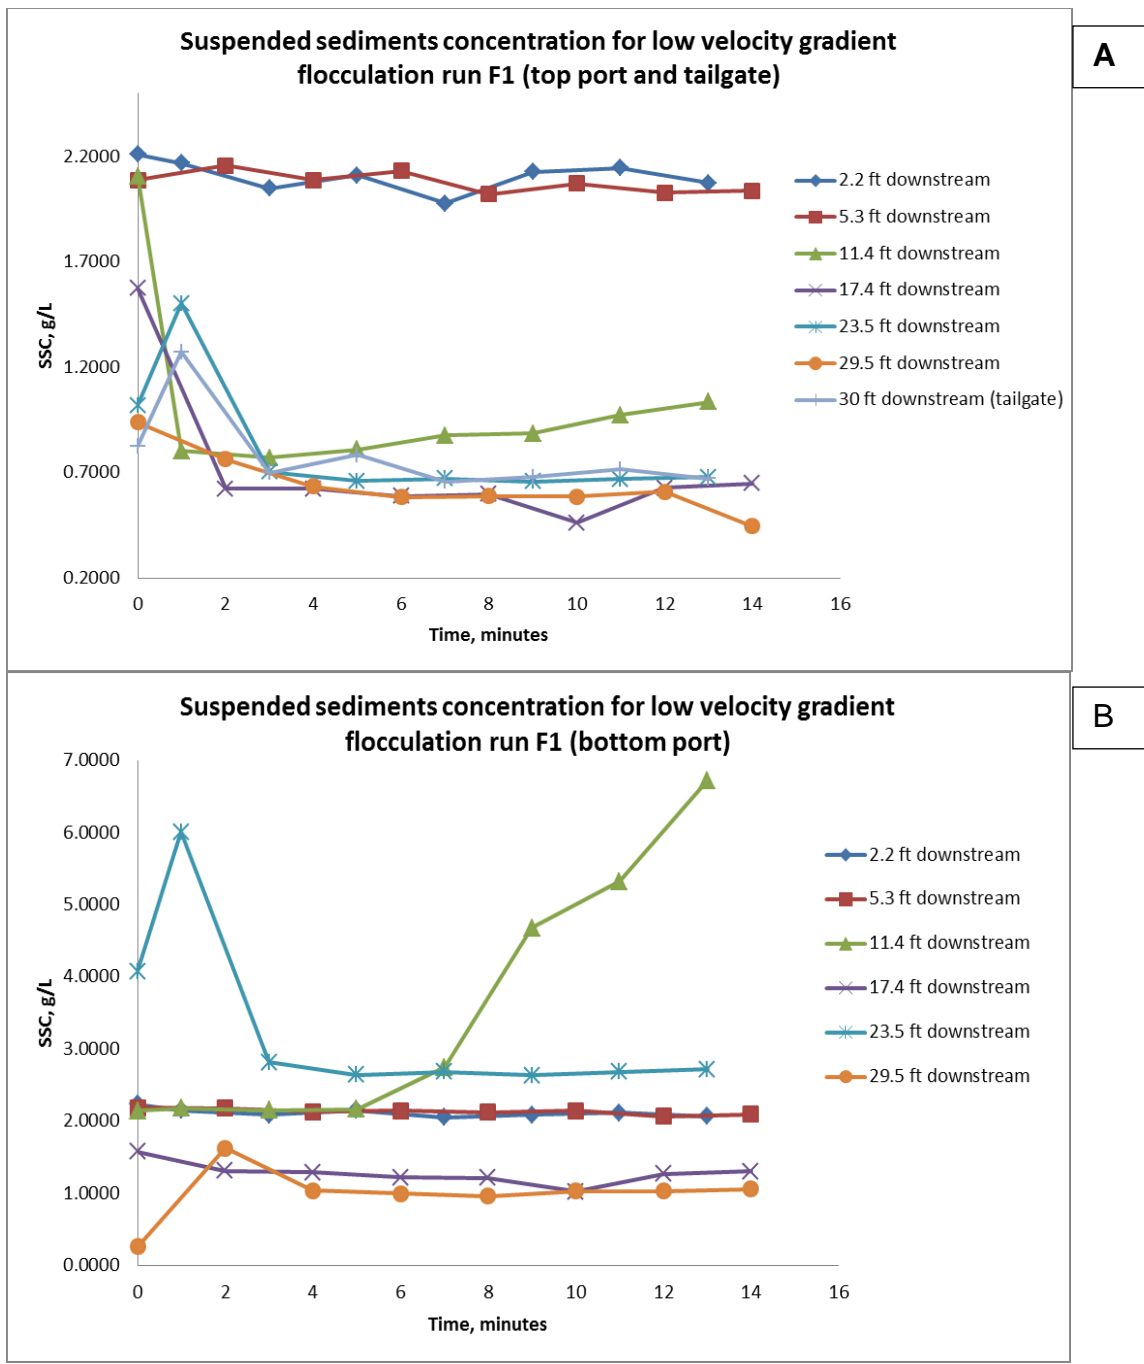 Suspended sediments concentration for low velocity gradient
flocculation run F1 (top port and tailgate)
A
2.2000
1.7000
1.2000
0.7000
0.2000
SSC, g/L
0 2 4 6 8 10 12 14 16
Time, minutes
2.2 ft downstream
5.3 ft downstream
11.4 ft downstream
17.4 ft downstream
23.5 ft downstream
29.5 ft downstream
30 ft downstream (tailgate)
Suspended sediments concentration for low velocity gradient
flocculation run F1 (bottom port)
B
7.0000
6.0000
5.0000
4.0000
3.0000
2.0000
1.0000
0.0000
SSC, g/L
0 2 4 6 8 10 12 14 16
Time, minutes
2.2 ft downstream
5.3 ft downstream
11.4 ft downstream
17.4 ft downstream
23.5 ft downstream
29.5 ft downstream